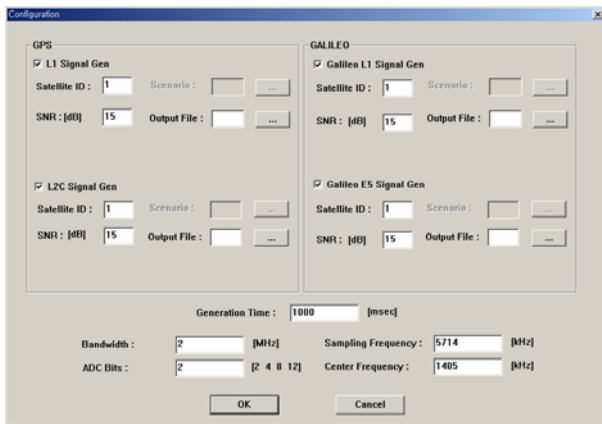 Configuration
GPS
L1 Signal Gen
Satellite ID : 1 Scenario : ...
SNR : [dB] 15 Output File : ...
L2C Signal Gen
Satellite ID : 1 Scenario : ...
SNR : [dB] 15 Output File : ...
GALILEO
Galileo L1 Signal Gen
Satellite ID : 1 Scenario : ...
SNR : [dB] 15 Output File : ...
Galileo E5 Signal Gen
Satellite ID : 1 Scenario : ...
SNR : [dB] 15 Output File : ...
Generation Time : 1000 [msec]
Bandwidth : 2 [MHz] Sampling Frequency : 5714 [kHz]
ADC Bits : 2 [2 4 8 12] Center Frequency : 1405 [kHz]
OK Cancel